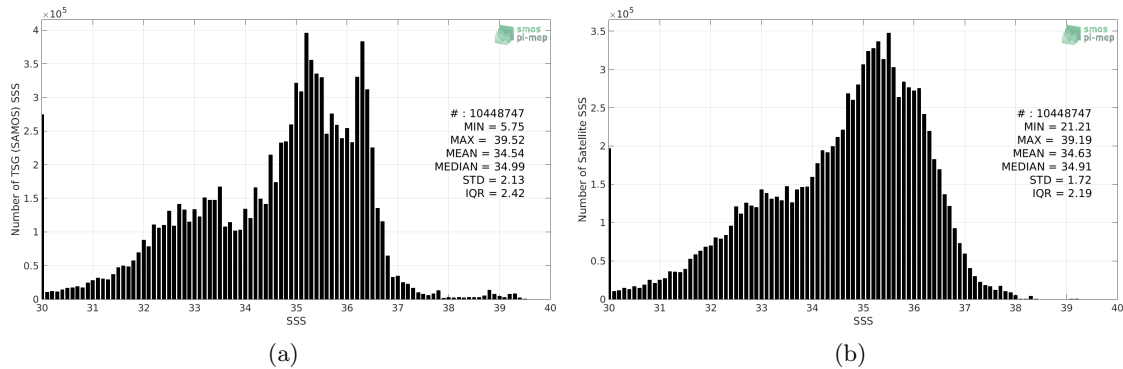 ×10⁵
4
3.5
3
2.5
2
1.5
1
0.5
0
30 31 32 33 34 35 36 37 38 39 40
Number of TSG (SAMOS) SSS
SSS
smos
pi-mep
# : 10448747
MIN = 5.75
MAX = 39.52
MEAN = 34.54
MEDIAN = 34.99
STD = 2.13
IQR = 2.42
(a)
×10⁵
3.5
3
2.5
2
1.5
1
0.5
0
30 31 32 33 34 35 36 37 38 39 40
Number of Satellite SSS
SSS
smos
pi-mep
# : 10448747
MIN = 21.21
MAX = 39.19
MEAN = 34.63
MEDIAN = 34.91
STD = 1.72
IQR = 2.19
(b)